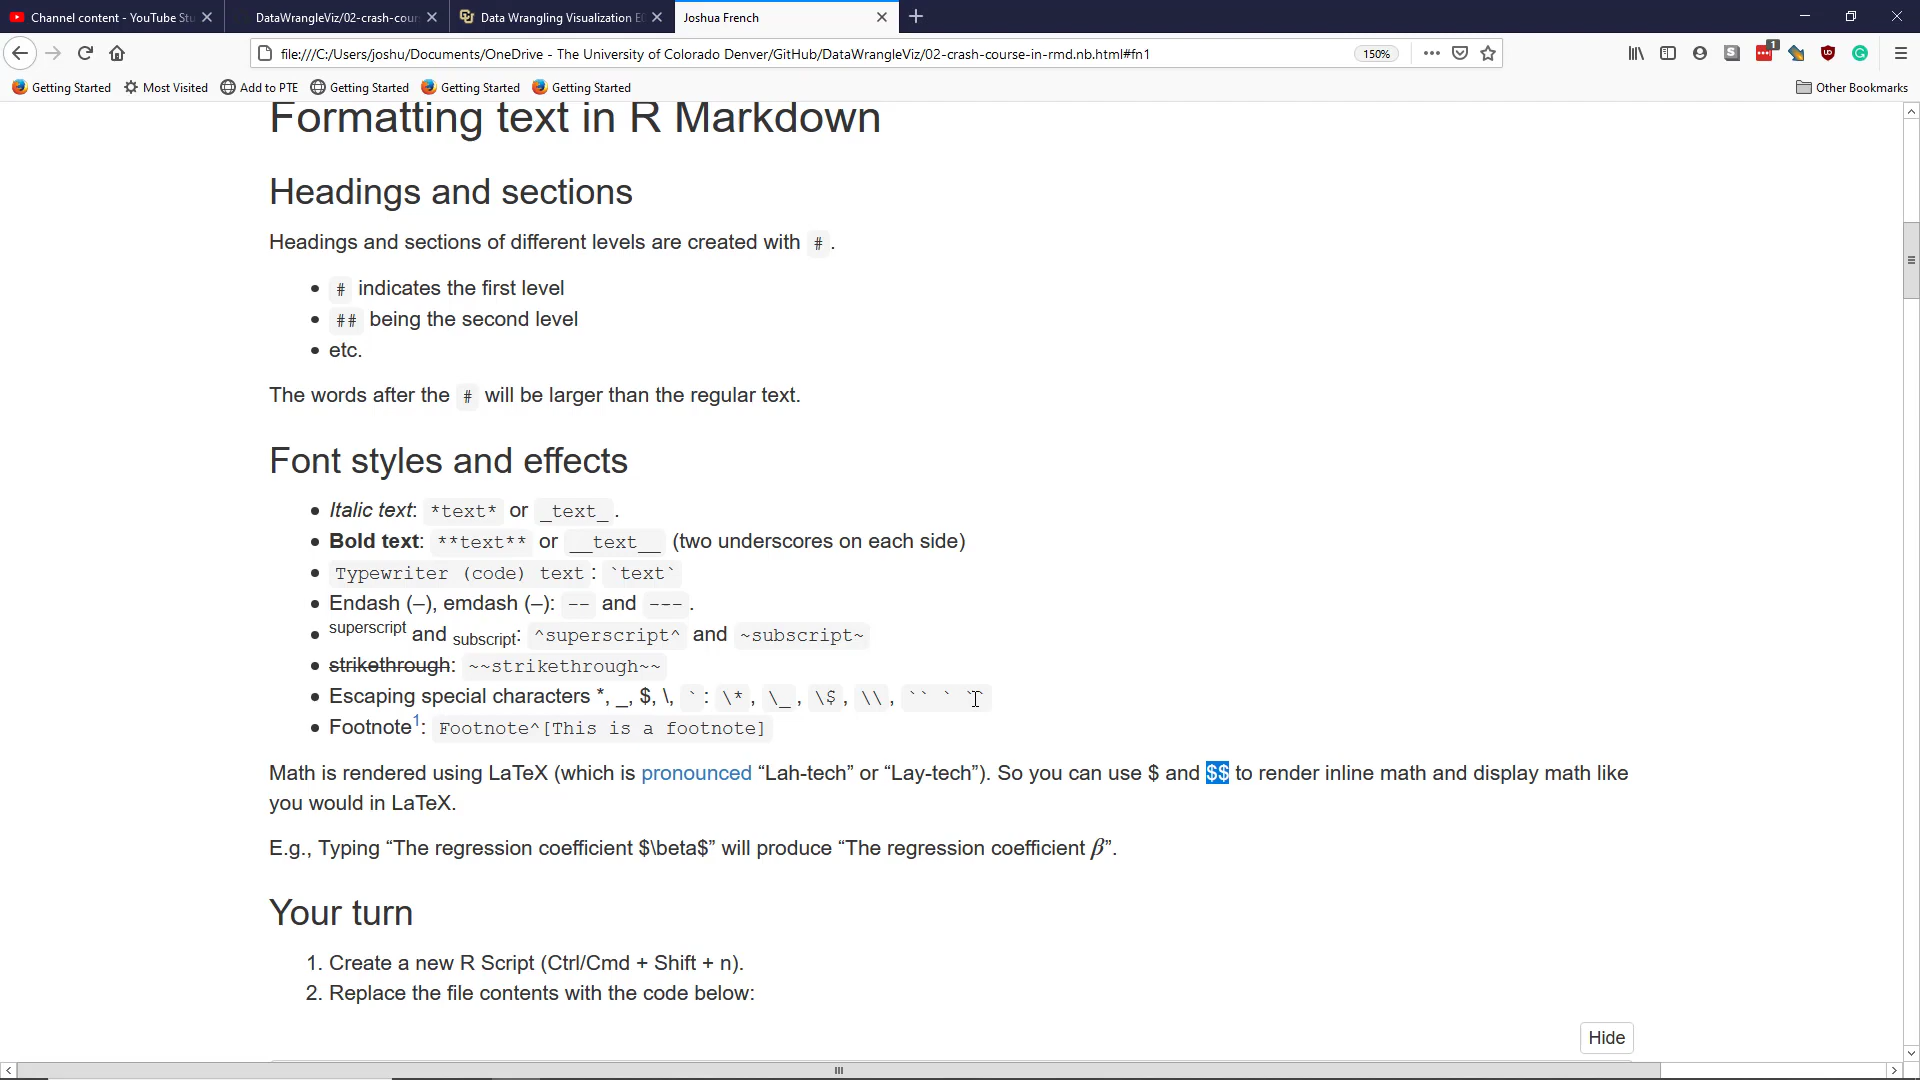 Channel content - YouTube Stu
DataWrangleViz/02-crash-cour
Data Wrangling Visualization E
Joshua French
file:///C:/Users/joshu/Documents/OneDrive - The University of Colorado Denver/GitHub/DataWrangleViz/02-crash-course-in-rmd.nb.html#fn1
150%
1
Getting Started
Most Visited
Add to PTE
Getting Started
Getting Started
Getting Started
Other Bookmarks
Formatting text in R Markdown
Headings and sections
Headings and sections of different levels are created with #.
• # indicates the first level
• ## being the second level
• etc.
The words after the # will be larger than the regular text.
Font styles and effects
• Italic text: *text* or _text_.
• Bold text: **text** or __text__ (two underscores on each side)
• Typewriter (code) text: `text`
• Endash (–), emdash (–): -- and ---.
• superscript and subscript: ^superscript^ and ~subscript~
• strikethrough: ~~strikethrough~~
• Escaping special characters *, _, $, \, `: \*, \_, \$, \\, `` ` ``
• Footnote1: Footnote^[This is a footnote]
Math is rendered using LaTeX (which is pronounced “Lah-tech” or “Lay-tech”). So you can use $ and $$ to render inline math and display math like
you would in LaTeX.
E.g., Typing “The regression coefficient $\beta$” will produce “The regression coefficient β”.
Your turn
1. Create a new R Script (Ctrl/Cmd + Shift + n).
2. Replace the file contents with the code below:
Hide